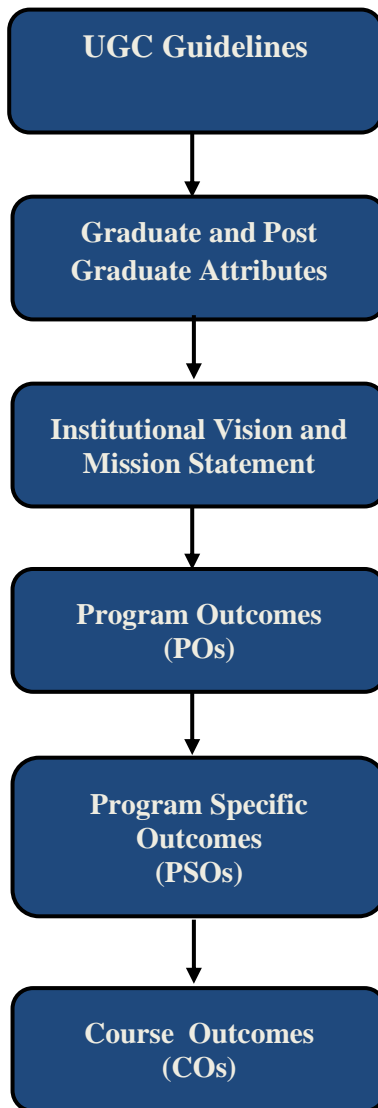 UGC Guidelines
Graduate and Post
Graduate Attributes
Institutional Vision and
Mission Statement
Program Outcomes
(POs)
Program Specific
Outcomes
(PSOs)
Course Outcomes
(COs)